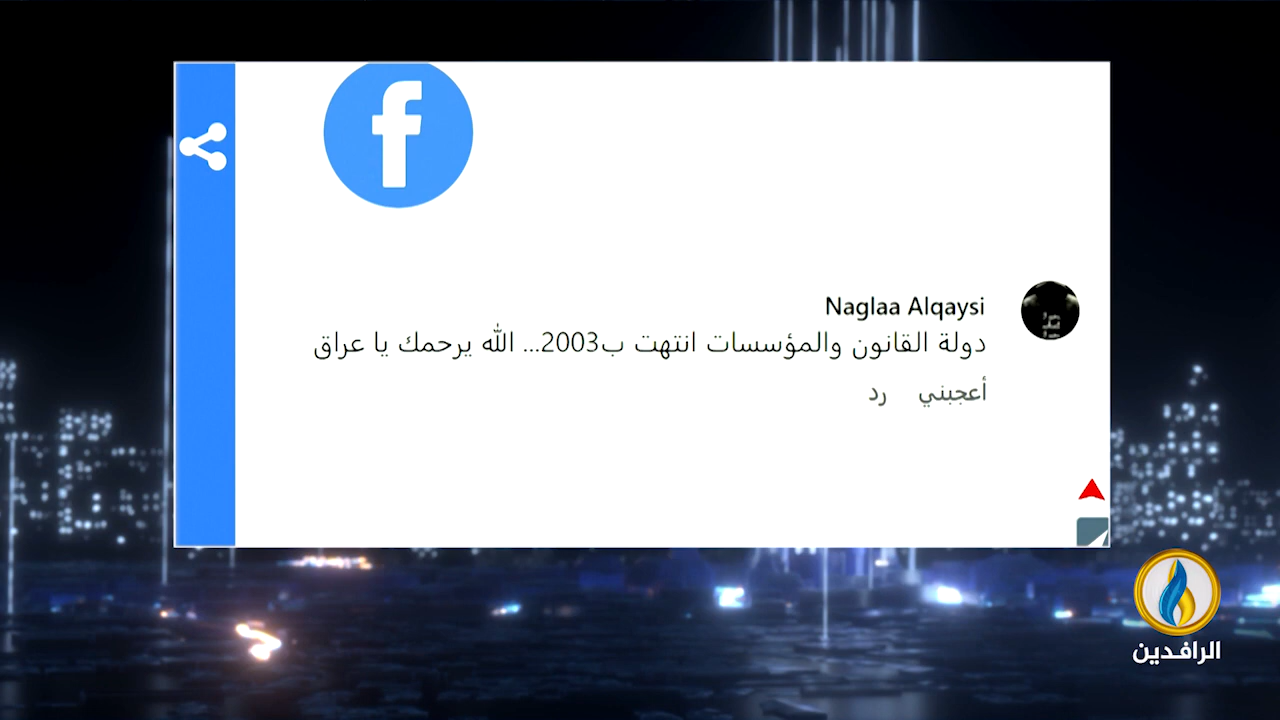 Naglaa Alqaysi
دولة القانون والمؤسسات انتهت ب2003... الله يرحمك يا عراق
أعجبني رد
الرافدين